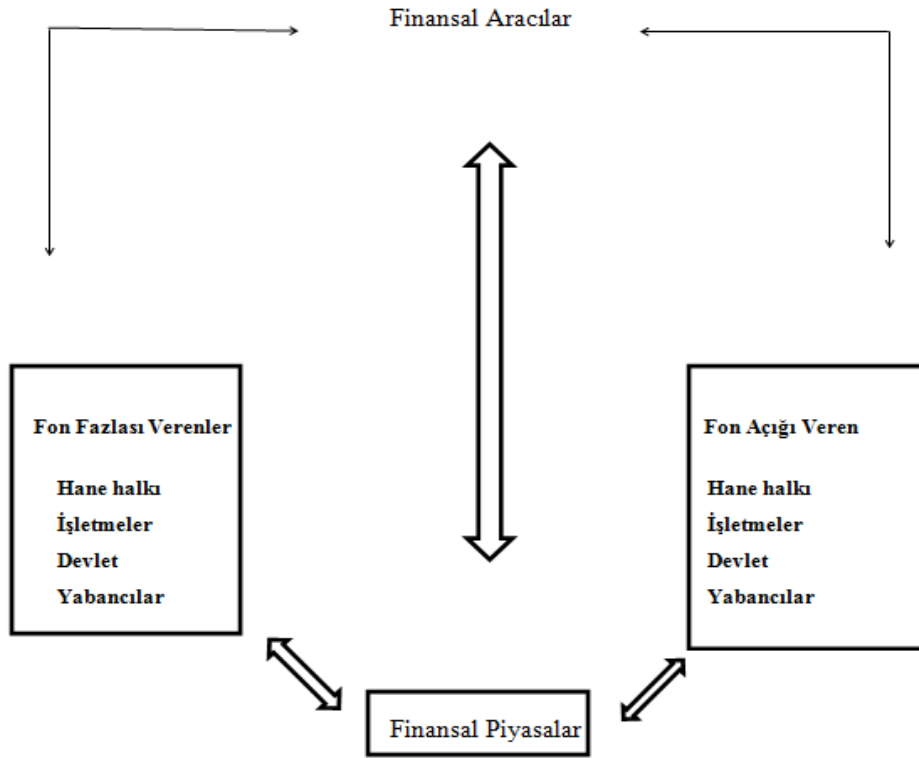 Finansal Aracılar
Fon Fazlası Verenler
Hane halkı
İşletmeler
Devlet
Yabancılar
Fon Açığı Veren
Hane halkı
İşletmeler
Devlet
Yabancılar
Finansal Piyasalar